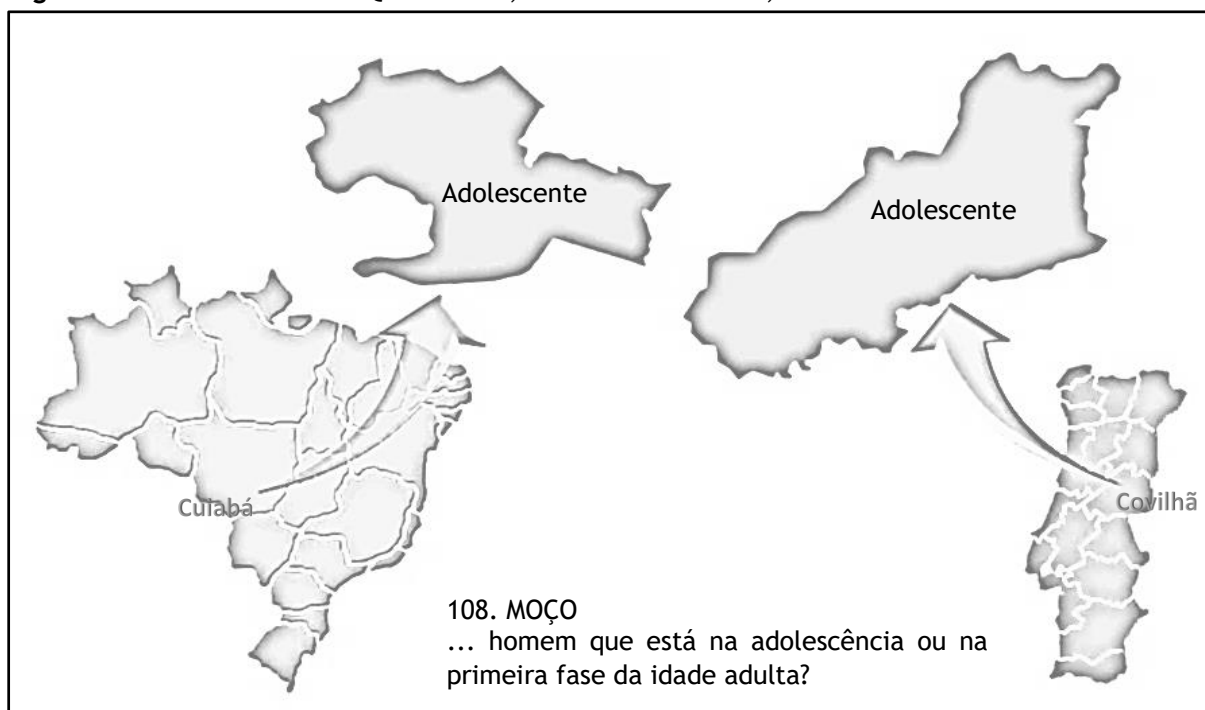 Adolescente
Adolescente
Cuiabá
Covilhã
108. MOÇO
... homem que está na adolescência ou na
primeira fase da idade adulta?